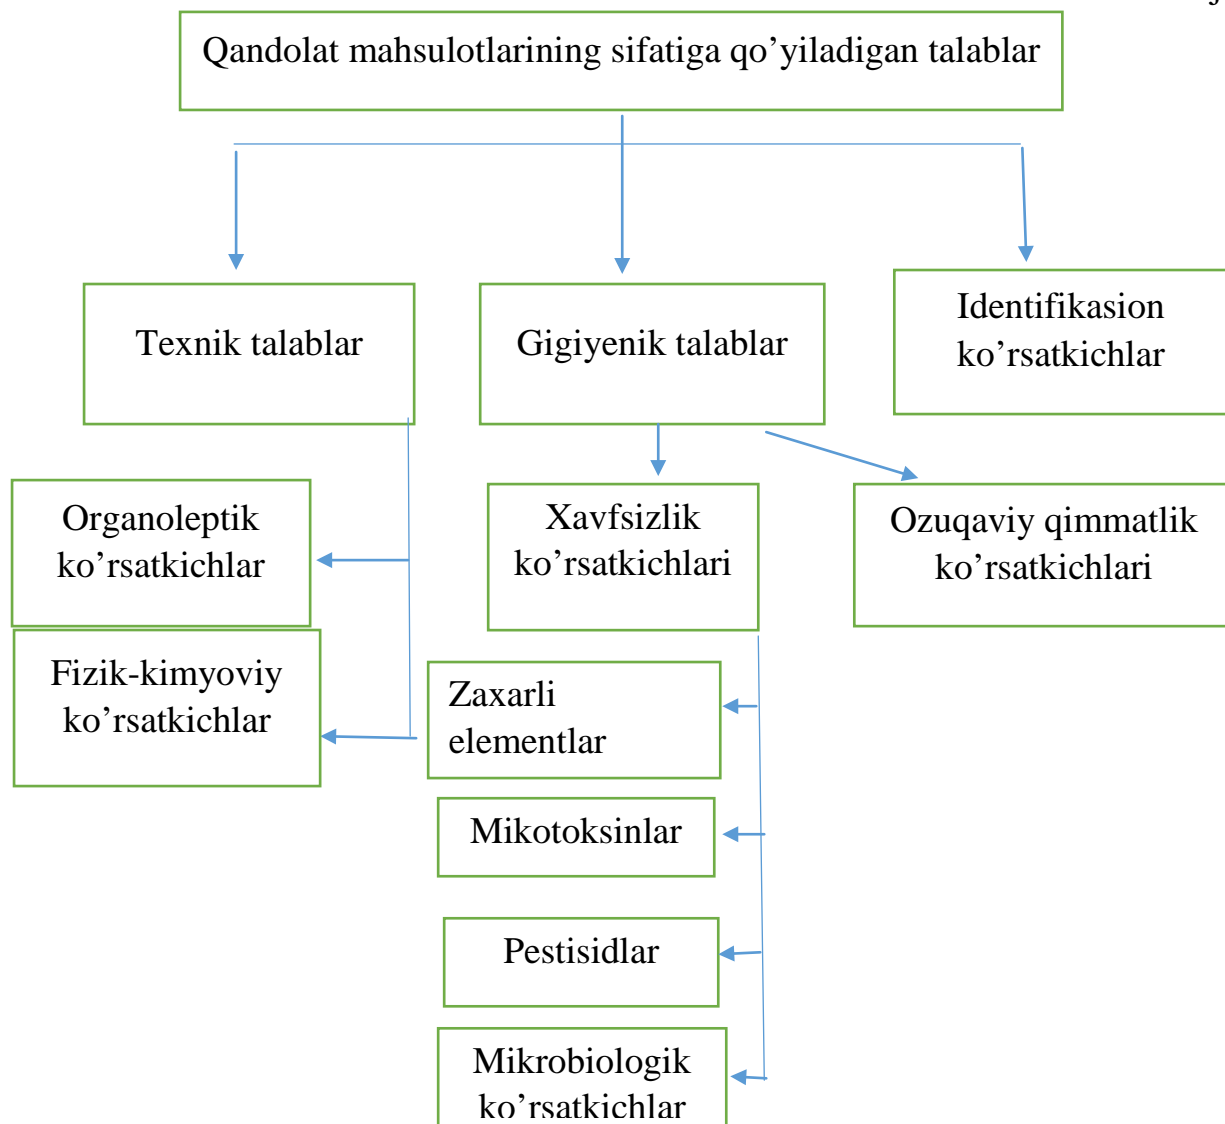 Qandolat mahsulotlarining sifatiga qo’yiladigan talablar
Texnik talablar
Gigiyenik talablar
Identifikasion
ko’rsatkichlar
Organoleptik
ko’rsatkichlar
Xavfsizlik
ko’rsatkichlari
Ozuqaviy qimmatlik
ko’rsatkichlari
Fizik-kimyoviy
ko’rsatkichlar
Zaxarli
elementlar
Mikotoksinlar
Pestisidlar
Mikrobiologik
ko’rsatkichlar